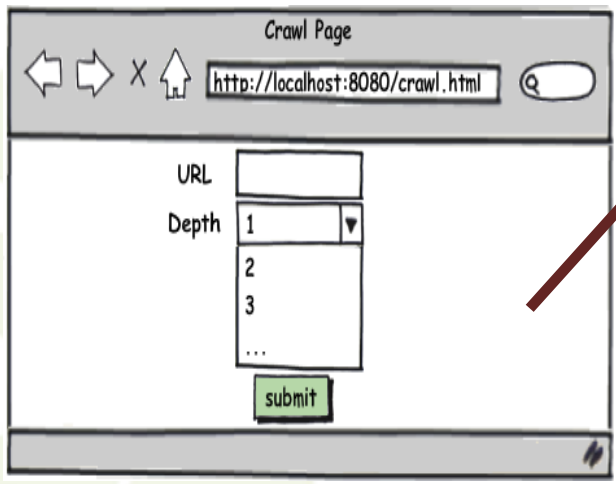 Crawl Page
http://localhost:8080/crawl.html
URL
Depth 1
2
3
...
submit